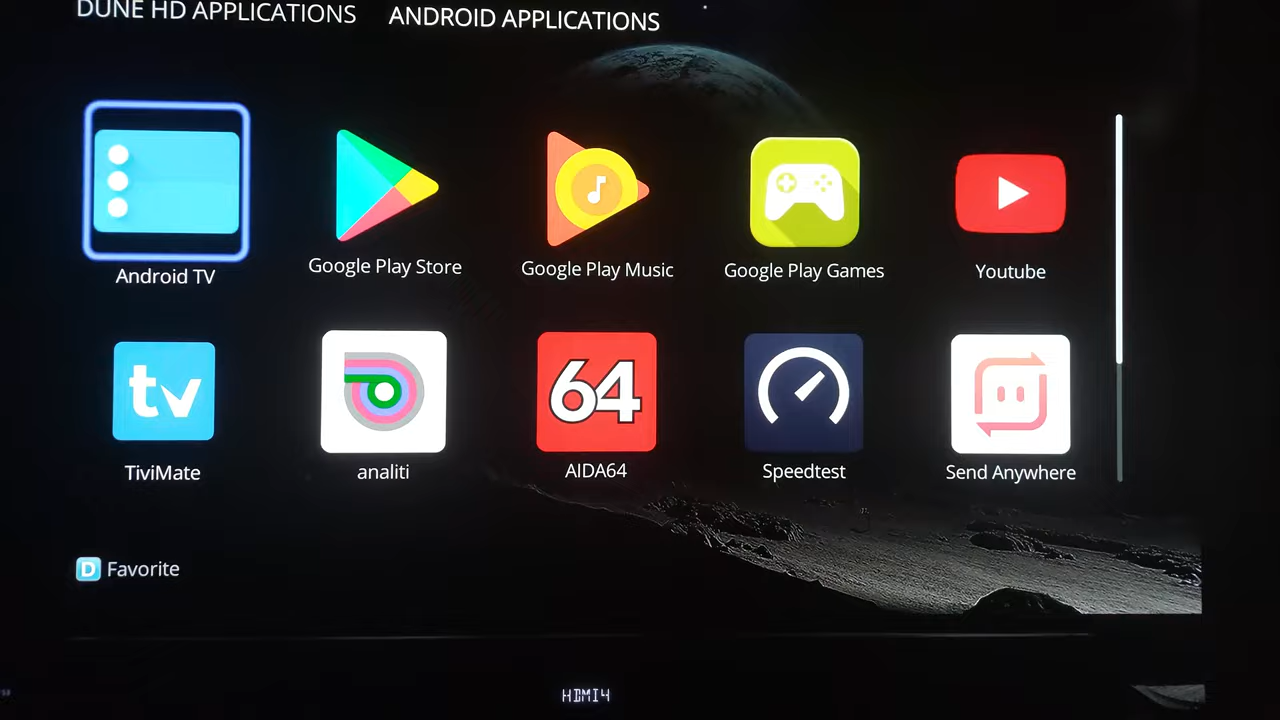 DUNE HD APPLICATIONS
ANDROID APPLICATIONS
Android TV
Google Play Store
Google Play Music
Google Play Games
Youtube
tv
64
TiviMate
analiti
AIDA64
Speedtest
Send Anywhere
D Favorite
HDMI4